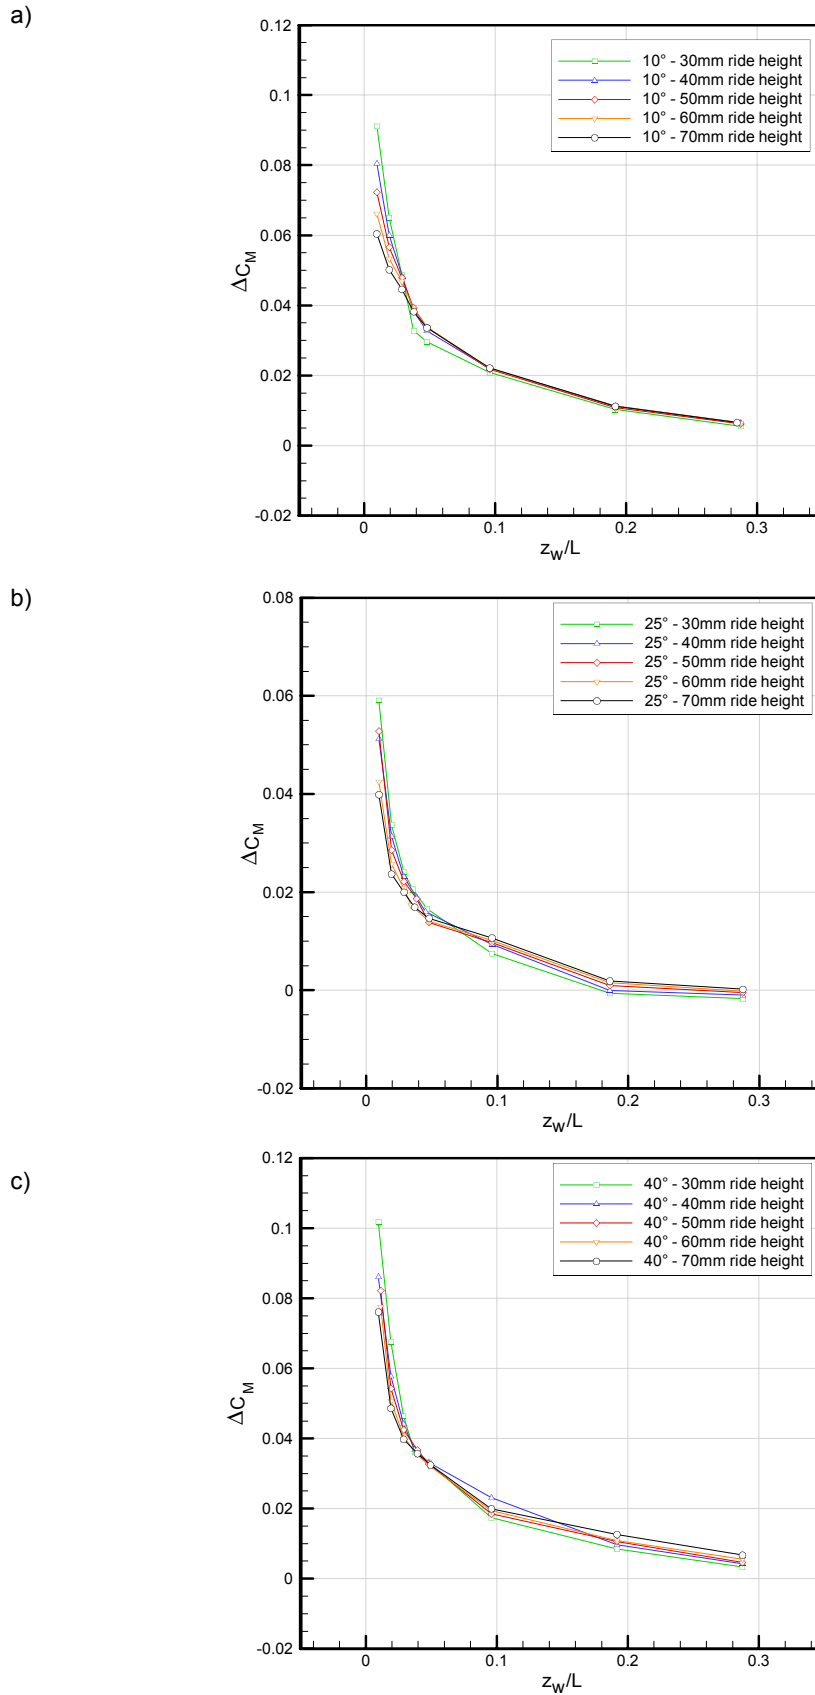 a)
0.12
0.1
0.08
0.06
0.04
0.02
0
-0.02
ΔC_M
10° - 30mm ride height
10° - 40mm ride height
10° - 50mm ride height
10° - 60mm ride height
10° - 70mm ride height
0 0.1 0.2 0.3
z_w/L
b)
0.08
0.06
0.04
0.02
0
-0.02
ΔC_M
25° - 30mm ride height
25° - 40mm ride height
25° - 50mm ride height
25° - 60mm ride height
25° - 70mm ride height
0 0.1 0.2 0.3
z_w/L
c)
0.12
0.1
0.08
0.06
0.04
0.02
0
-0.02
ΔC_M
40° - 30mm ride height
40° - 40mm ride height
40° - 50mm ride height
40° - 60mm ride height
40° - 70mm ride height
0 0.1 0.2 0.3
z_w/L